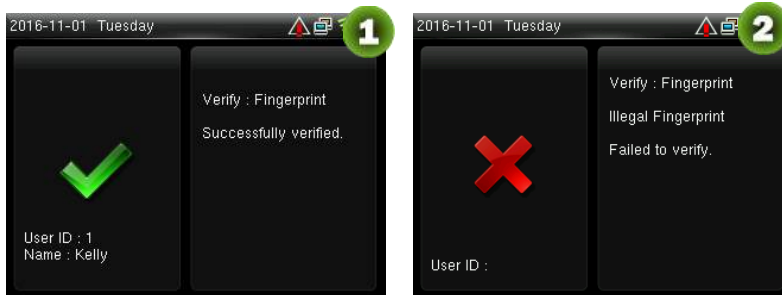 2016-11-01 Tuesday
1
Verify : Fingerprint
Successfully verified.
User ID : 1
Name : Kelly
2016-11-01 Tuesday
2
Verify : Fingerprint
Illegal Fingerprint
Failed to verify.
User ID :